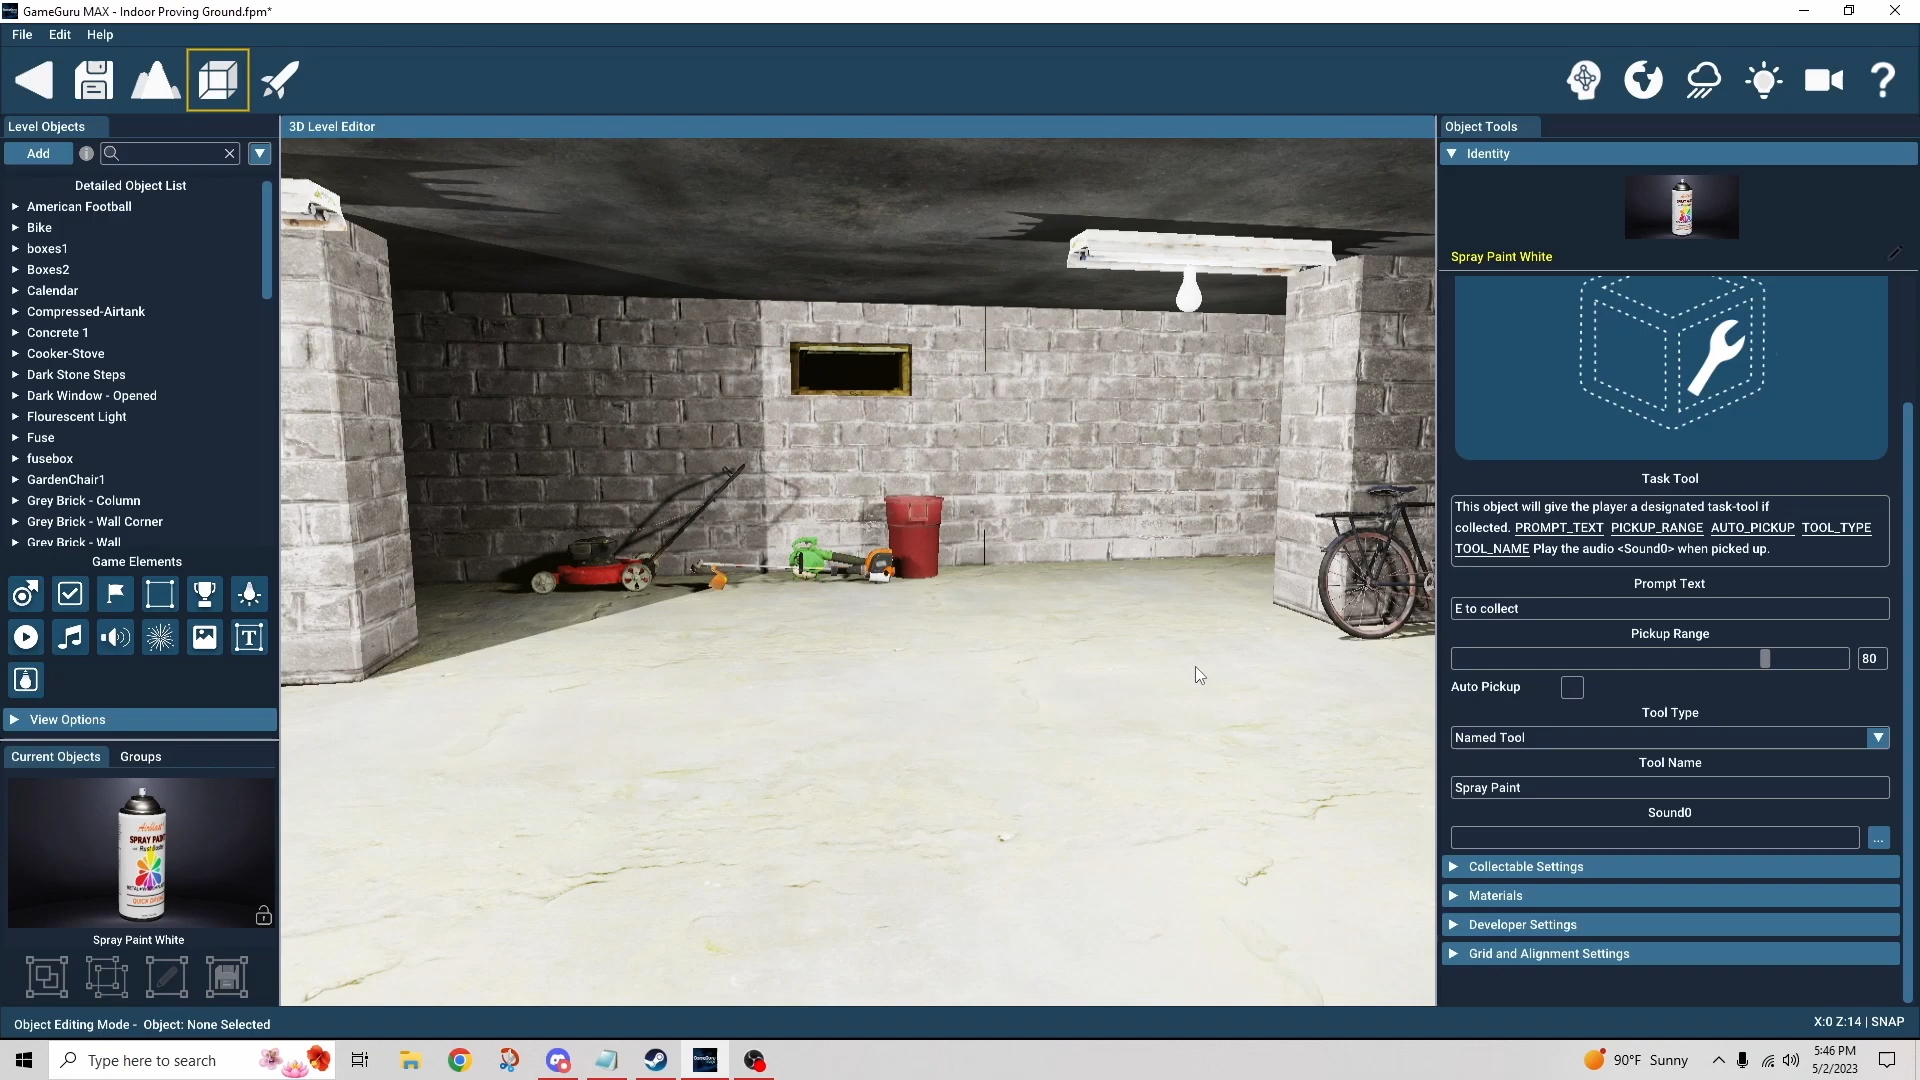 GameGuru MAX - Indoor Proving Ground.fpm*
File Edit Help
Level Objects
3D Level Editor
Object Tools
Add
Identity
Detailed Object List
American Football
Bike
boxes1
Boxes2
Calendar
Compressed-Airtank
Concrete 1
Cooker-Stove
Dark Stone Steps
Dark Window - Opened
Flourescent Light
Fuse
fusebox
GardenChair1
Grey Brick - Column
Grey Brick - Wall Corner
Grey Brick - Wall
Game Elements
View Options
Current Objects Groups
SPRAY PAINT
QUICK DRYING
Spray Paint White
Object Editing Mode - Object: None Selected
Spray Paint White
Task Tool
This object will give the player a designated task-tool if
collected. PROMPT_TEXT PICKUP_RANGE AUTO_PICKUP TOOL_TYPE
TOOL_NAME Play the audio <Sound0> when picked up.
Prompt Text
E to collect
Pickup Range
80
Auto Pickup
Tool Type
Named Tool
Tool Name
Spray Paint
Sound0
...
Collectable Settings
Materials
Developer Settings
Grid and Alignment Settings
X:0 Z:14 | SNAP
Type here to search
90°F Sunny
5:46 PM
5/2/2023